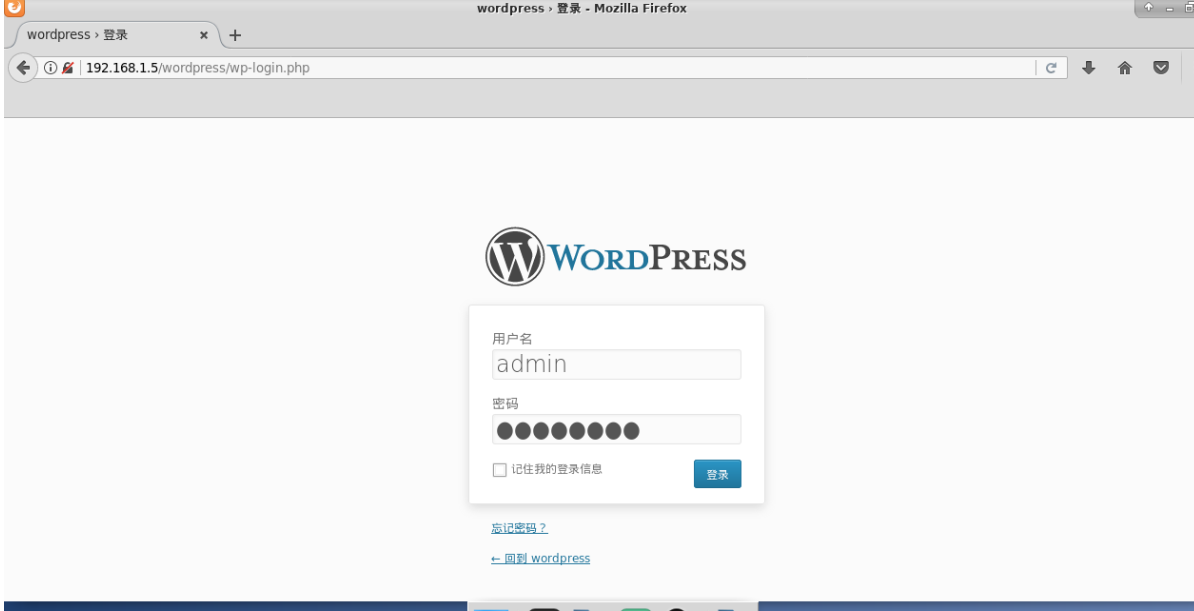 wordpress › 登录 - Mozilla Firefox
wordpress › 登录
192.168.1.5/wordpress/wp-login.php
WORDPRESS
用户名
admin
密码
记住我的登录信息
登录
忘记密码？
← 回到 wordpress